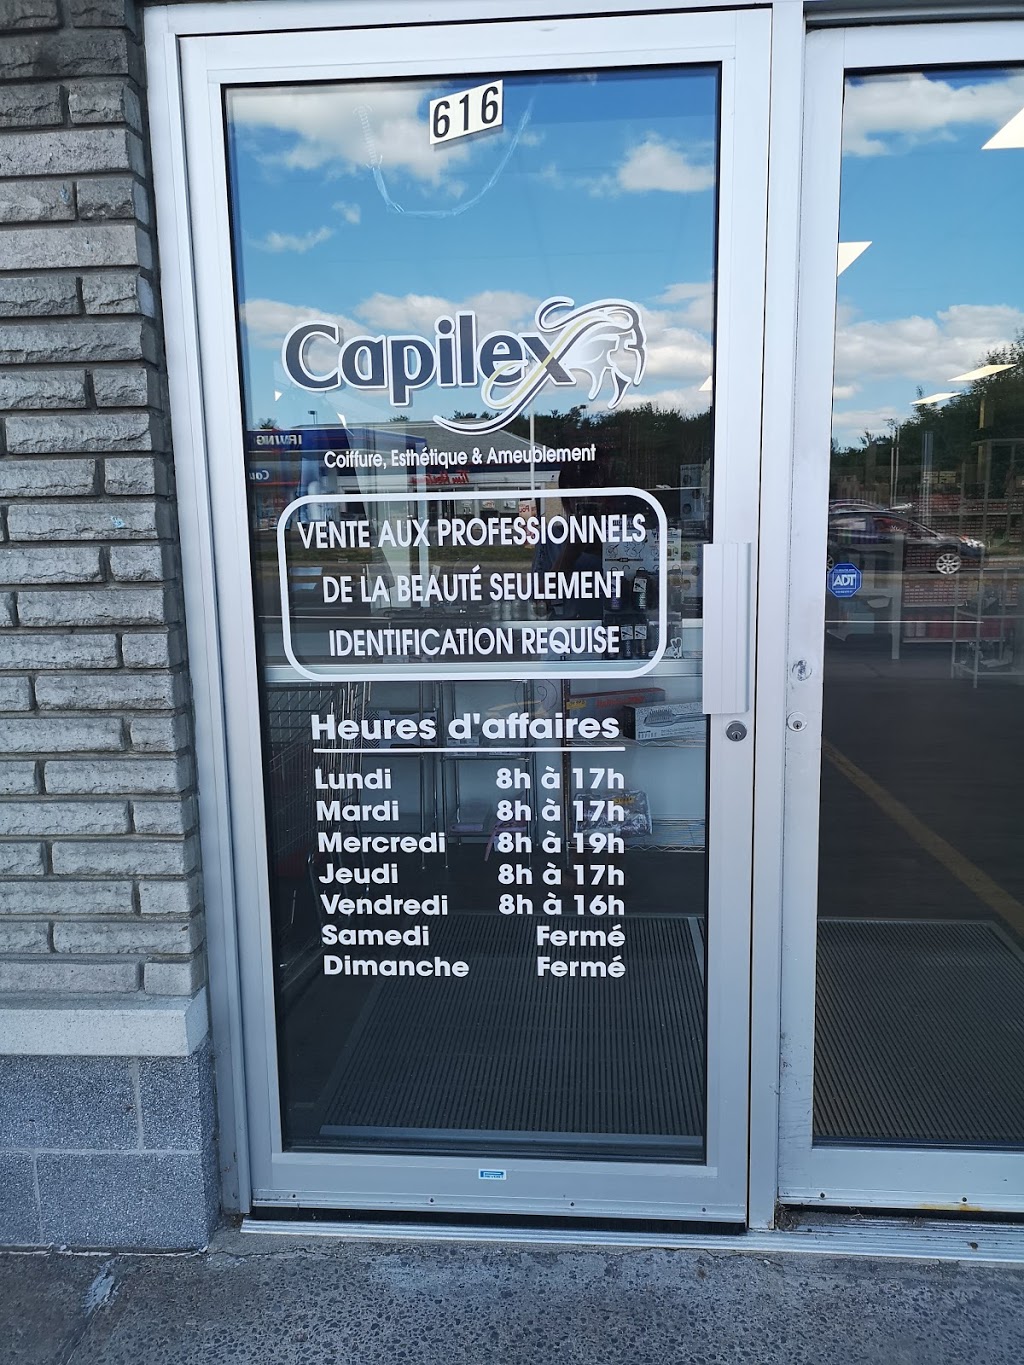 616
Capilex
Coiffure, Esthétique & Ameublement
VENTE AUX PROFESSIONNELS
DE LA BEAUTÉ SEULEMENT
IDENTIFICATION REQUISE
Heures d'affaires
Lundi 8h à 17h
Mardi 8h à 17h
Mercredi 8h à 19h
Jeudi 8h à 17h
Vendredi 8h à 16h
Samedi Fermé
Dimanche Fermé
ADT
IRVING